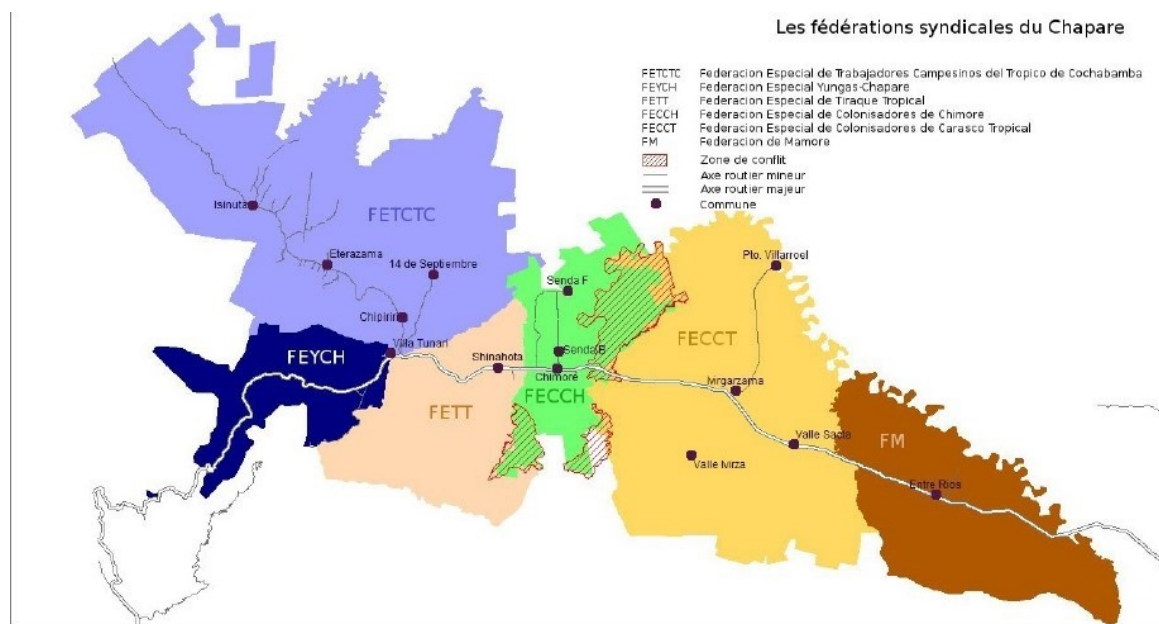 Les fédérations syndicales du Chapare
FETCTC Federacion Especial de Trabajadores Campesinos del Tropico de Cochabamba
FEYCH Federacion Especial Yungas-Chapare
FETT Federacion Especial de Tiraque Tropical
FECCH Federacion Especial de Colonisadores de Chimore
FECCT Federacion Especial de Colonisadores de Carasco Tropical
FM Federacion de Mamore
Zone de conflit
Axe routier mineur
Axe routier majeur
Commune
Isinuta
FETCTC
Eterazama
14 de Septiembre
Pto. Villarroel
Senda F
Chipiriri
FEYCH
Villa Tunari
Shinahota
Senda B
Chimoré
FECCT
Ivirgarzama
FETT
FECCH
Valle Sacta
FM
Valle Ivirza
Entre Rios